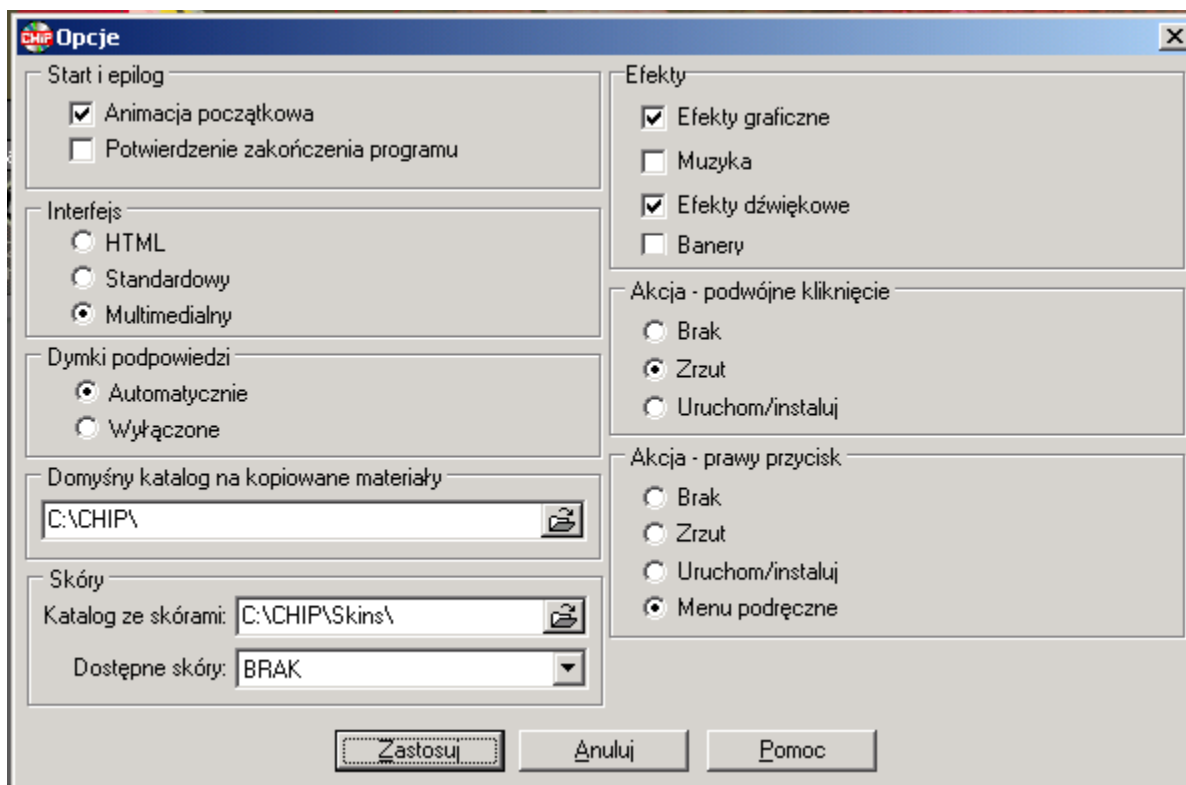 CHIP Opcje
Start i epilog
Animacja początkowa
Potwierdzenie zakończenia programu
Interfejs
HTML
Standardowy
Multimedialny
Dymki podpowiedzi
Automatycznie
Wyłączone
Domyśny katalog na kopiowane materiały
C:\CHIP\
Skóry
Katalog ze skórami: C:\CHIP\Skins\
Dostępne skóry: BRAK
Efekty
Efekty graficzne
Muzyka
Efekty dźwiękowe
Banery
Akcja - podwójne kliknięcie
Brak
Zrzut
Uruchom/instaluj
Akcja - prawy przycisk
Brak
Zrzut
Uruchom/instaluj
Menu podręczne
Zastosuj Anuluj Pomoc